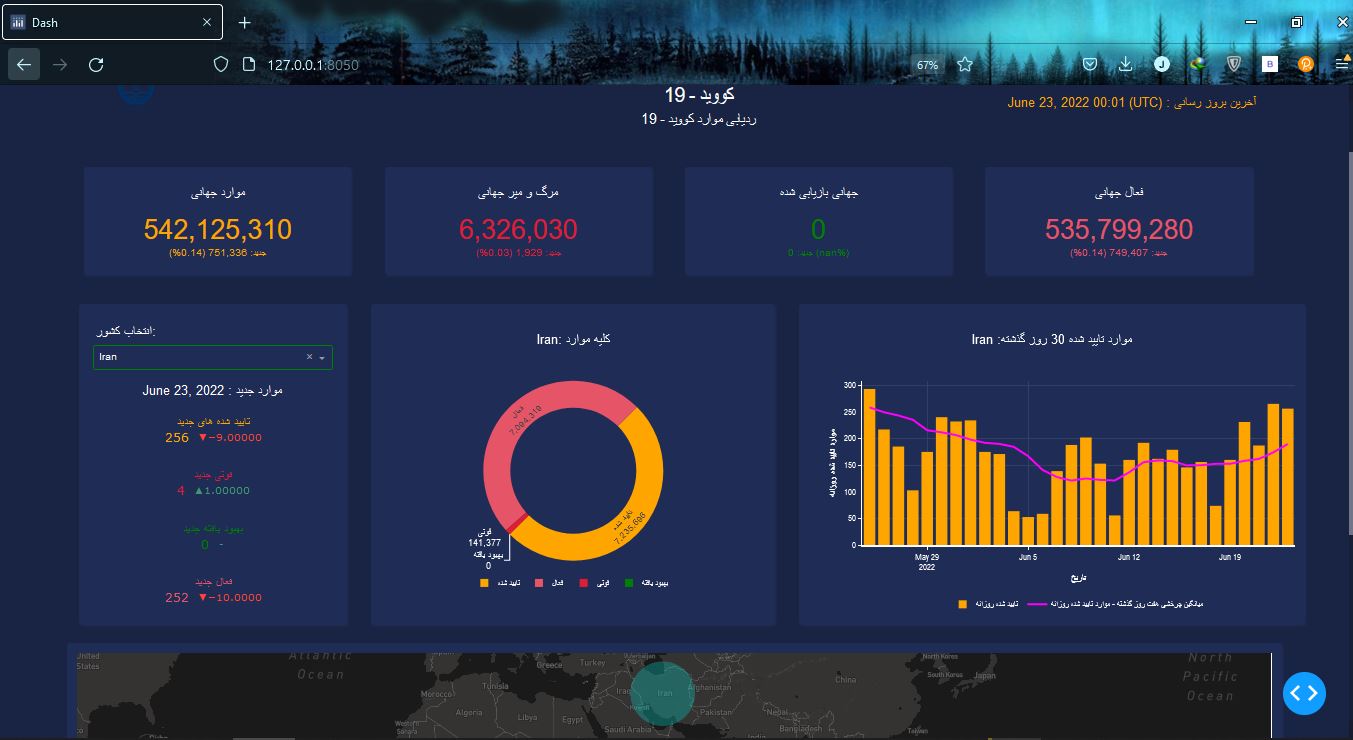 Dash
127.0.0.1:8050
67%
کووید - 19
ردیابی موارد کووید - 19
آخرین بروز رسانی : June 23, 2022 00:01 (UTC)
موارد جهانی
542,125,310
جدید: 751,336 (0.14%)
مرگ و میر جهانی
6,326,030
جدید: 1,929 (0.03%)
جهانی بازیابی شده
0
جدید: 0 (nan%)
فعال جهانی
535,799,280
جدید: 749,407 (0.14%)
انتخاب کشور:
Iran
موارد جدید : June 23, 2022
تایید شده های جدید
256 ▼−9.00000
فوتی جدید
4 ▲1.00000
بهبود یافته جدید
0 -
فعال جدید
252 ▼−10.0000
کلیه موارد :Iran
فعال
7,094,319
تایید شده
7,235,696
فوتی
141,377
بهبود یافته
0
تایید شده
فعال
فوتی
بهبود یافته
موارد تایید شده 30 روز گذشته: Iran
موارد تایید شده روزانه
300
250
200
150
100
50
0
May 29
2022
Jun 5
Jun 12
Jun 19
تاریخ
تایید شده روزانه
میانگین چرخشی هفت روز گذشته - موارد تایید شده روزانه
United States
Atlantic Ocean
Morocco
Western Sahara
Algeria
Tunisia
Libya
Egypt
Greece
Turkey
Azerbaijan
Iraq
Iran
Kuwait
Saudi Arabia
Afghanistan
Pakistan
Nepal
Bangladesh
China
Taiwan
North Korea
South Korea
Japan
North Pacific Ocean